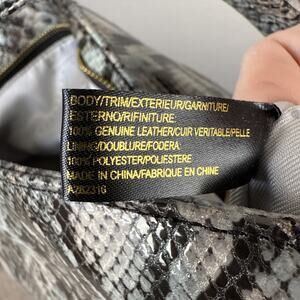 BODY/TRIM/EXTERIEUR/GARNITURE/
ESTERNO/RIFINITURE:
100% GENUINE LEATHER/CUIR VERITABLE/PELLE
LINING/DOUBLURE/FODERA:
100% POLYESTER/POLIESTERE
MADE IN CHINA/FABRIQUE EN CHINE
A282316